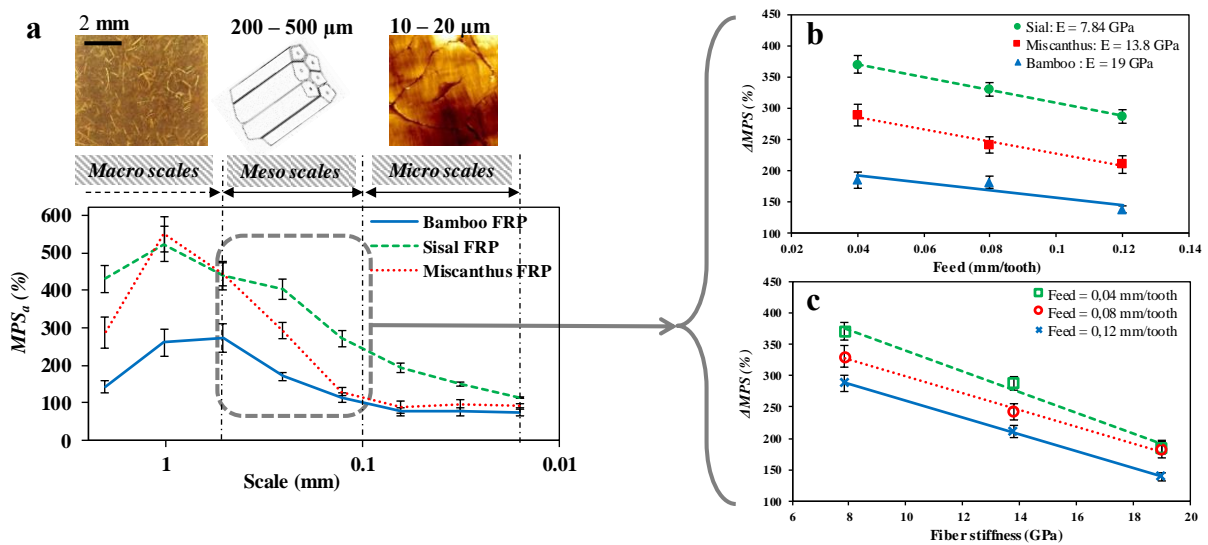 a
2 mm
200 – 500 µm
10 – 20 µm
Macro scales
Meso scales
Micro scales
600
500
400
300
200
100
0
MPSa (%)
Bamboo FRP
Sisal FRP
Miscanthus FRP
1
0.1
0.01
Scale (mm)
b
450
400
350
300
250
200
150
100
ΔMPS (%)
Sial: E = 7.84 GPa
Miscanthus: E = 13.8 GPa
Bamboo : E = 19 GPa
0.02
0.04
0.06
0.08
0.1
0.12
0.14
Feed (mm/tooth)
c
450
400
350
300
250
200
150
100
ΔMPS (%)
Feed = 0,04 mm/tooth
Feed = 0,08 mm/tooth
Feed = 0,12 mm/tooth
6
8
10
12
14
16
18
20
Fiber stiffness (GPa)